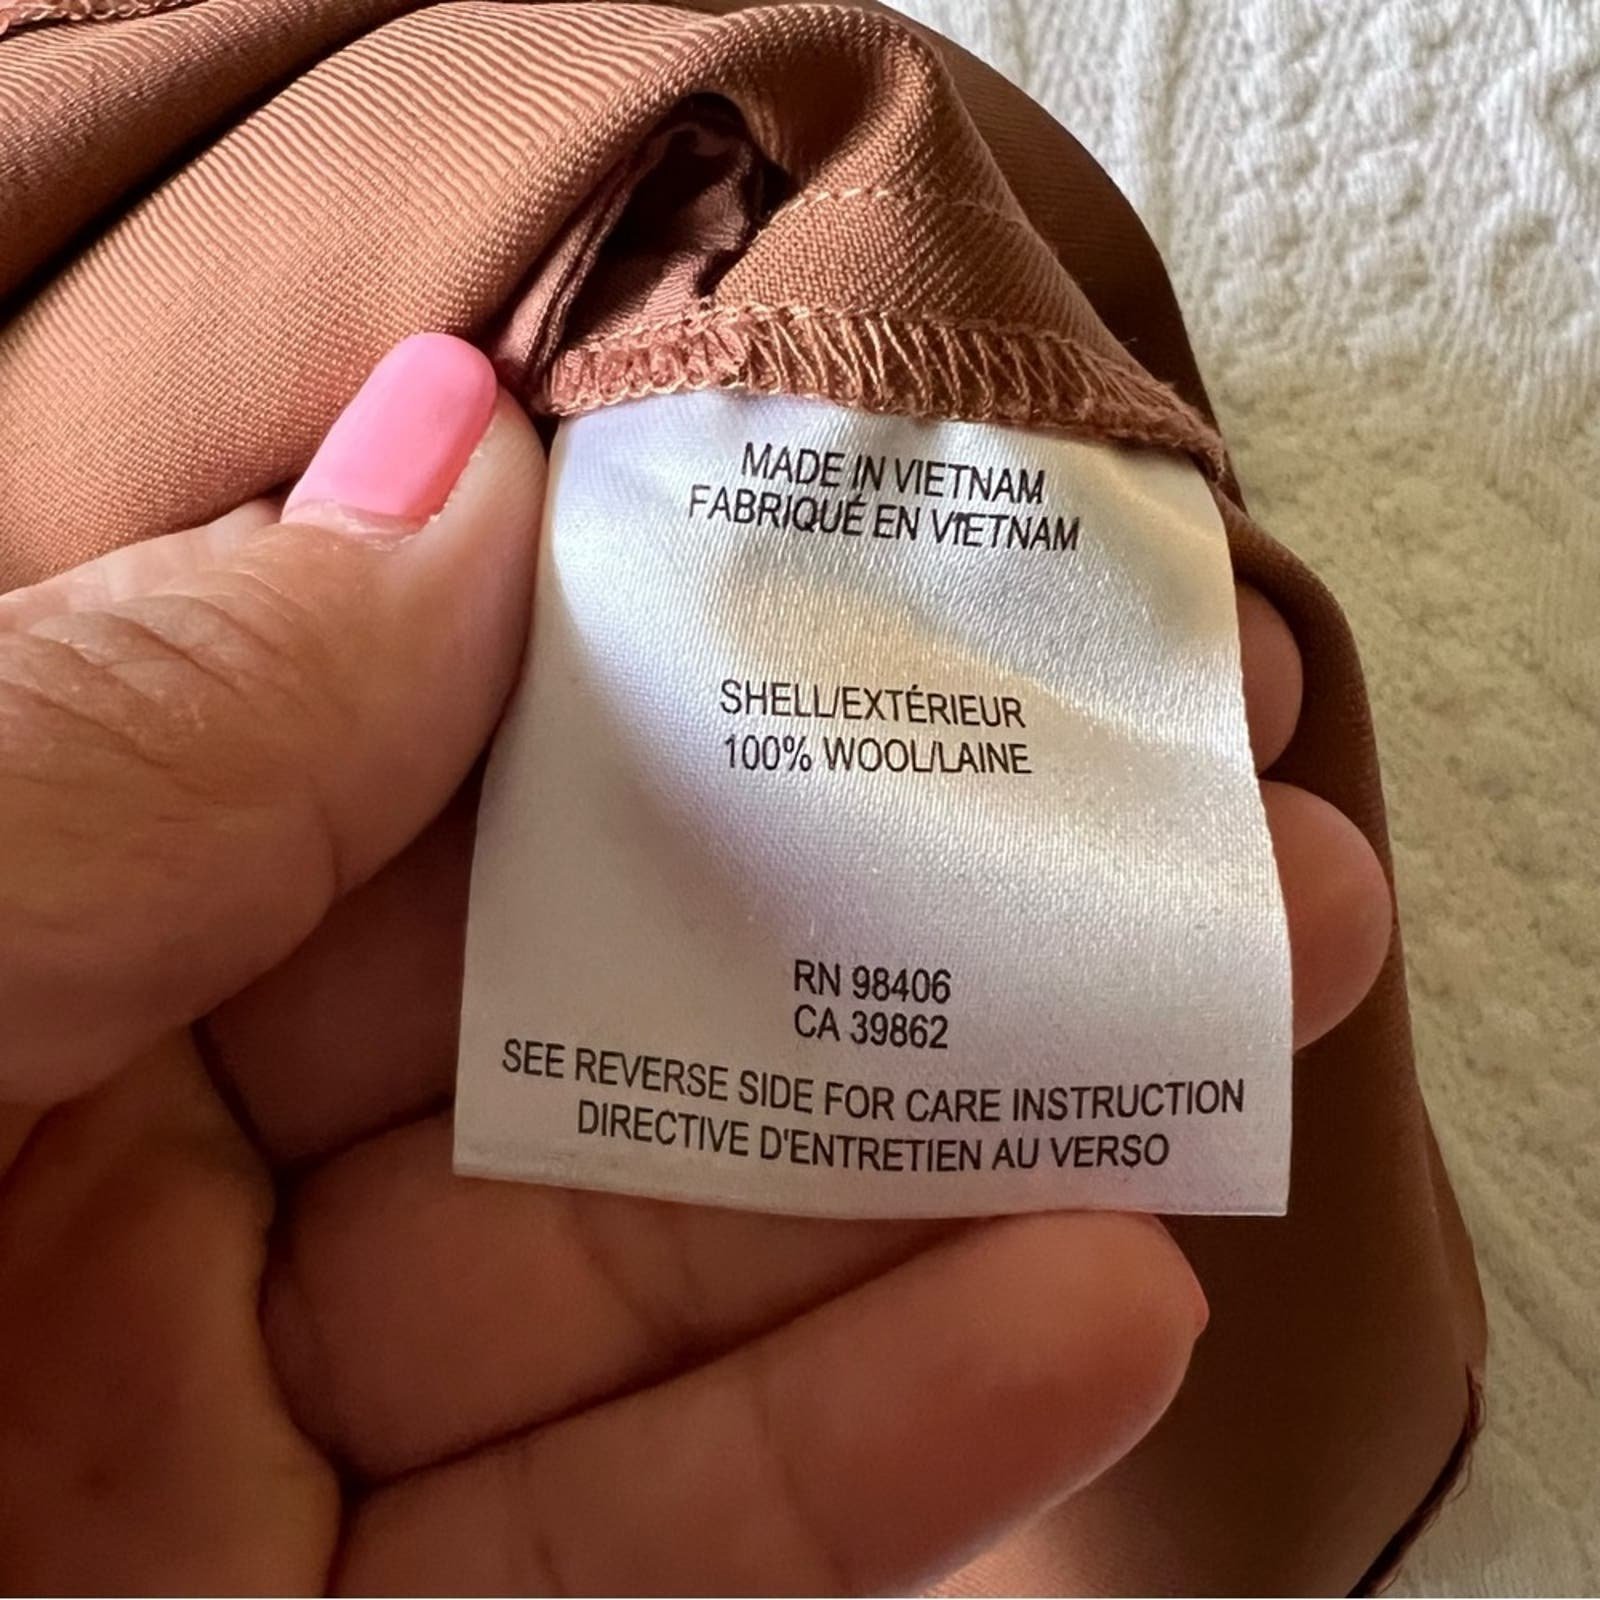 MADE IN VIETNAM
FABRIQUÉ EN VIETNAM
SHELL/EXTÉRIEUR
100% WOOL/LAINE
RN 98406
CA 39862
SEE REVERSE SIDE FOR CARE INSTRUCTION
DIRECTIVE D'ENTRETIEN AU VERSO